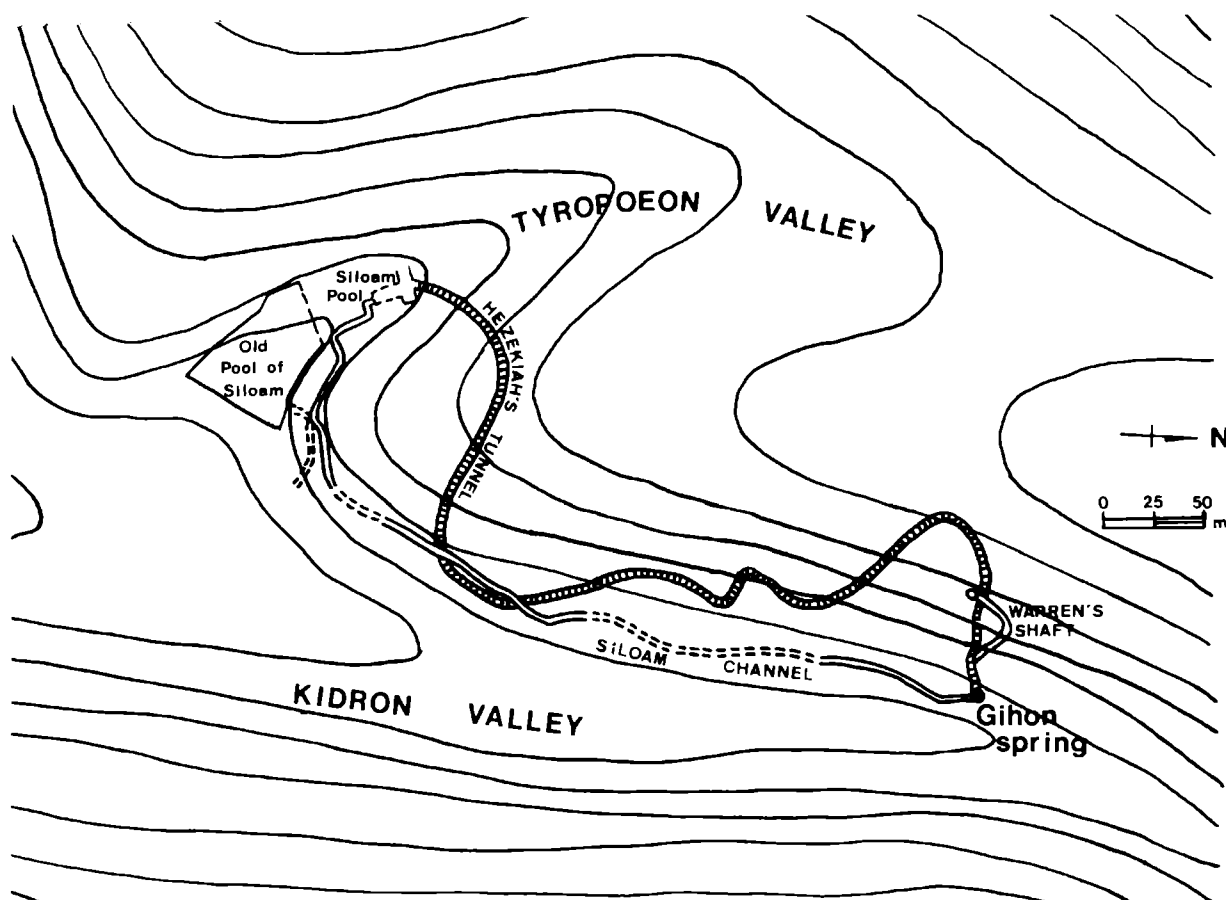 TYROPOEON VALLEY
Siloam
Pool
HEZEKIAH'S TUNNEL
Old
Pool of
Siloam
N
0 25 50
m
WARREN'S
SHAFT
SILOAM CHANNEL
KIDRON VALLEY
Gihon
spring